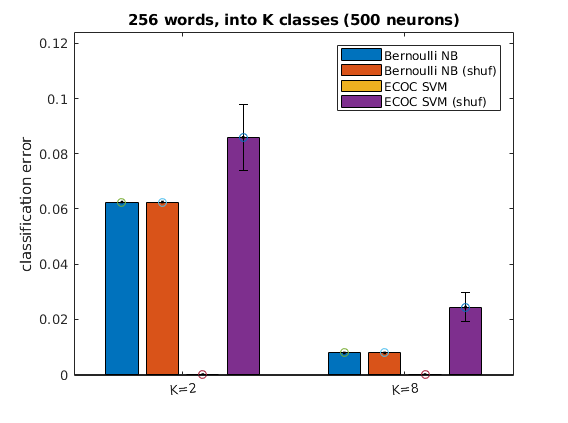 256 words, into K classes (500 neurons)
0.12
0.1
0.08
0.06
0.04
0.02
0
classification error
Bernoulli NB
Bernoulli NB (shuf)
ECOC SVM
ECOC SVM (shuf)
K=2
K=8